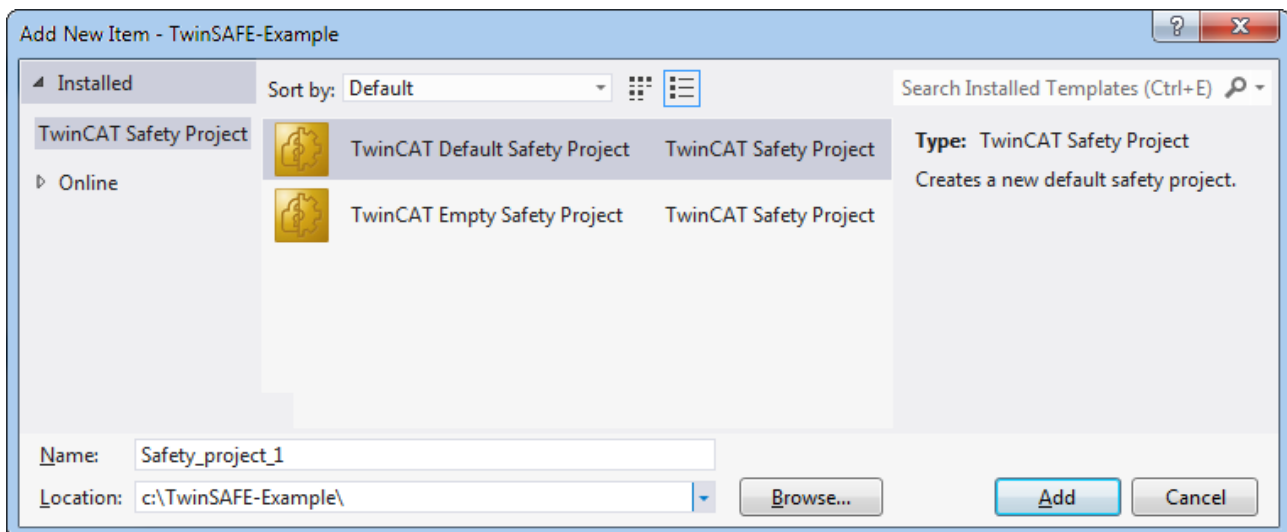 Add New Item - TwinSAFE-Example
Installed
Sort by: Default
Search Installed Templates (Ctrl+E)
TwinCAT Safety Project
Online
TwinCAT Default Safety Project TwinCAT Safety Project
TwinCAT Empty Safety Project TwinCAT Safety Project
Type: TwinCAT Safety Project
Creates a new default safety project.
Name: Safety_project_1
Location: c:\TwinSAFE-Example\
Browse...
Add
Cancel